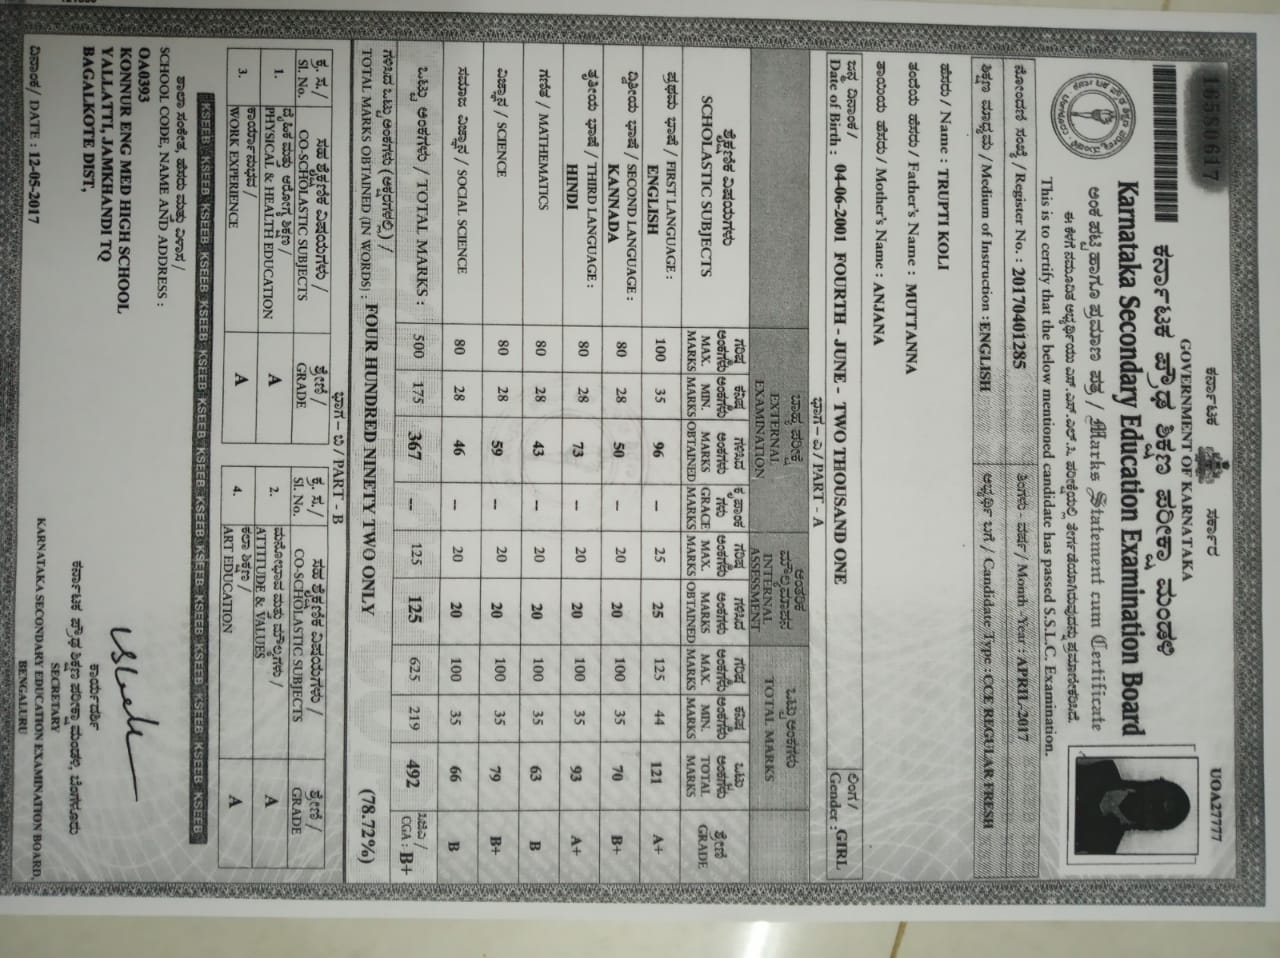 16580617
ಕರ್ನಾಟಕ ಸರ್ಕಾರ
UOA27777
GOVERNMENT OF KARNATAKA
ಕರ್ನಾಟಕ ಪ್ರೌಢ ಶಿಕ್ಷಣ ಪರೀಕ್ಷಾ ಮಂಡಳಿ
Karnataka Secondary Education Examination Board
ಅಂಕ ಪಟ್ಟಿ ಹಾಗೂ ಪ್ರಮಾಣ ಪತ್ರ / Marks Statement cum Certificate
ಈ ಕೆಳಗೆ ನಮೂದಿತ ಅಭ್ಯರ್ಥಿಯು ಎಸ್.ಎಸ್.ಎಲ್.ಸಿ. ಪರೀಕ್ಷೆಯಲ್ಲಿ ತೇರ್ಗಡೆಯಾಗಿರುವುದನ್ನು ಪ್ರಮಾಣೀಕರಿಸಿದೆ.
This is to certify that the below mentioned candidate has passed S.S.L.C. Examination.
ನೋಂದಣಿ ಸಂಖ್ಯೆ / Register No. : 20170401285 ತಿಂಗಳು - ವರ್ಷ / Month -Year : APRIL-2017
ಶಿಕ್ಷಣ ಮಾಧ್ಯಮ / Medium of Instruction : ENGLISH ಅಭ್ಯರ್ಥಿ ಬಗೆ / Candidate Type : CCE REGULAR FRESH
ಹೆಸರು / Name : TRUPTI KOLI
ತಂದೆಯ ಹೆಸರು / Father's Name : MUTTANNA
ತಾಯಿಯ ಹೆಸರು / Mother's Name : ANJANA
ಜನ್ಮ ದಿನಾಂಕ / ಲಿಂಗ /
Date of Birth : 04-06-2001 FOURTH - JUNE - TWO THOUSAND ONE Gender : GIRL
ಭಾಗ - ಎ / PART - A
ಬಾಹ್ಯ ಪರೀಕ್ಷೆ ಆಂತರಿಕ ಮೌಲ್ಯಮಾಪನ ಒಟ್ಟು ಅಂಕಗಳು
EXTERNAL EXAMINATION INTERNAL ASSESSMENT TOTAL MARKS
ಶೈಕ್ಷಣಿಕ ವಿಷಯಗಳು ಗರಿಷ್ಠ ಅಂಕಗಳು ಕನಿಷ್ಠ ಅಂಕಗಳು ಗಳಿಸಿದ ಅಂಕಗಳು ಕೃಪಾಂಕಗಳು ಗರಿಷ್ಠ ಅಂಕಗಳು ಗಳಿಸಿದ ಅಂಕಗಳು ಗರಿಷ್ಠ ಅಂಕಗಳು ಕನಿಷ್ಠ ಅಂಕಗಳು ಒಟ್ಟು ಅಂಕಗಳು ಶ್ರೇಣಿ
SCHOLASTIC SUBJECTS MAX. MARKS MIN. MARKS MARKS OBTAINED GRACE MARKS MAX. MARKS MARKS OBTAINED MAX. MARKS MIN. MARKS TOTAL MARKS GRADE
ಪ್ರಥಮ ಭಾಷೆ / FIRST LANGUAGE :
ENGLISH 100 35 96 -- 25 25 125 44 121 A+
ದ್ವಿತೀಯ ಭಾಷೆ / SECOND LANGUAGE :
KANNADA 80 28 50 -- 20 20 100 35 70 B+
ತೃತೀಯ ಭಾಷೆ / THIRD LANGUAGE :
HINDI 80 28 73 -- 20 20 100 35 93 A+
ಗಣಿತ / MATHEMATICS 80 28 43 -- 20 20 100 35 63 B
ವಿಜ್ಞಾನ / SCIENCE 80 28 59 -- 20 20 100 35 79 B+
ಸಮಾಜ ವಿಜ್ಞಾನ / SOCIAL SCIENCE 80 28 46 -- 20 20 100 35 66 B
ಒಟ್ಟು ಅಂಕಗಳು / TOTAL MARKS : 500 175 367 -- 125 125 625 219 492 ಸಿಜಿಎ / CGA : B+
ಗಳಿಸಿದ ಒಟ್ಟು ಅಂಕಗಳು (ಅಕ್ಷರಗಳಲ್ಲಿ) /
TOTAL MARKS OBTAINED (IN WORDS) : FOUR HUNDRED NINETY TWO ONLY (78.72%)
ಭಾಗ - ಬಿ / PART - B
ಕ್ರ. ಸ. / ಸಹ ಶೈಕ್ಷಣಿಕ ವಿಷಯಗಳು / ಶ್ರೇಣಿ / ಕ್ರ. ಸ. / ಸಹ ಶೈಕ್ಷಣಿಕ ವಿಷಯಗಳು / ಶ್ರೇಣಿ /
Sl. No. CO-SCHOLASTIC SUBJECTS GRADE Sl. No. CO-SCHOLASTIC SUBJECTS GRADE
1. ದೈಹಿಕ ಮತ್ತು ಆರೋಗ್ಯ ಶಿಕ್ಷಣ / PHYSICAL & HEALTH EDUCATION A 2. ಮನೋಭಾವ ಮತ್ತು ಮೌಲ್ಯಗಳು / ATTITUDE & VALUES A
3. ಕಾರ್ಯಾನುಭವ / WORK EXPERIENCE A 4. ಕಲಾ ಶಿಕ್ಷಣ / ART EDUCATION A
KSEEB KSEEB KSEEB KSEEB KSEEB KSEEB KSEEB KSEEB KSEEB KSEEB KSEEB KSEEB KSEEB KSEEB KSEEB
ಶಾಲಾ ಸಂಕೇತ, ಹೆಸರು ಮತ್ತು ವಿಳಾಸ /
SCHOOL CODE, NAME AND ADDRESS :
OA0393
KONNUR ENG MED HIGH SCHOOL
YALLATTI, JAMKHANDI TQ
BAGALKOTE DIST,
ಕಾರ್ಯದರ್ಶಿ
ಕರ್ನಾಟಕ ಪ್ರೌಢ ಶಿಕ್ಷಣ ಪರೀಕ್ಷಾ ಮಂಡಳಿ, ಬೆಂಗಳೂರು
SECRETARY
ದಿನಾಂಕ / DATE : 12-05-2017 KARNATAKA SECONDARY EDUCATION EXAMINATION BOARD,
BENGALURU